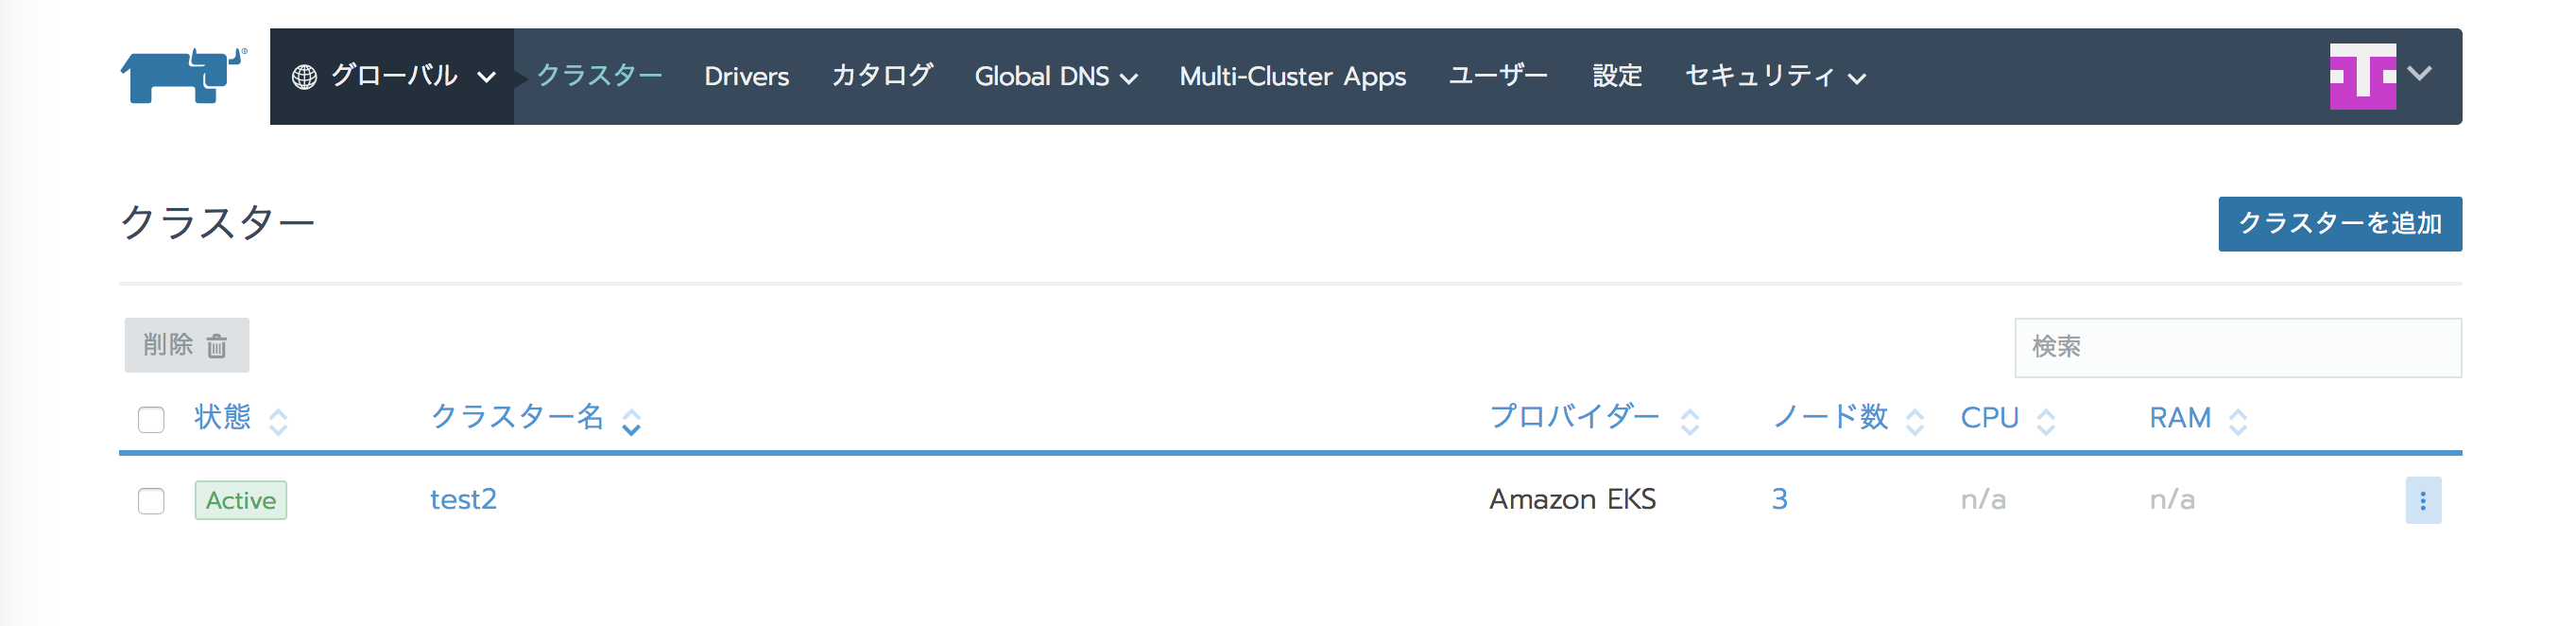 グローバル クラスター Drivers カタログ Global DNS Multi-Cluster Apps ユーザー 設定 セキュリティ
クラスター クラスターを追加
削除 検索
状態 クラスター名 プロバイダー ノード数 CPU RAM
Active test2 Amazon EKS 3 n/a n/a